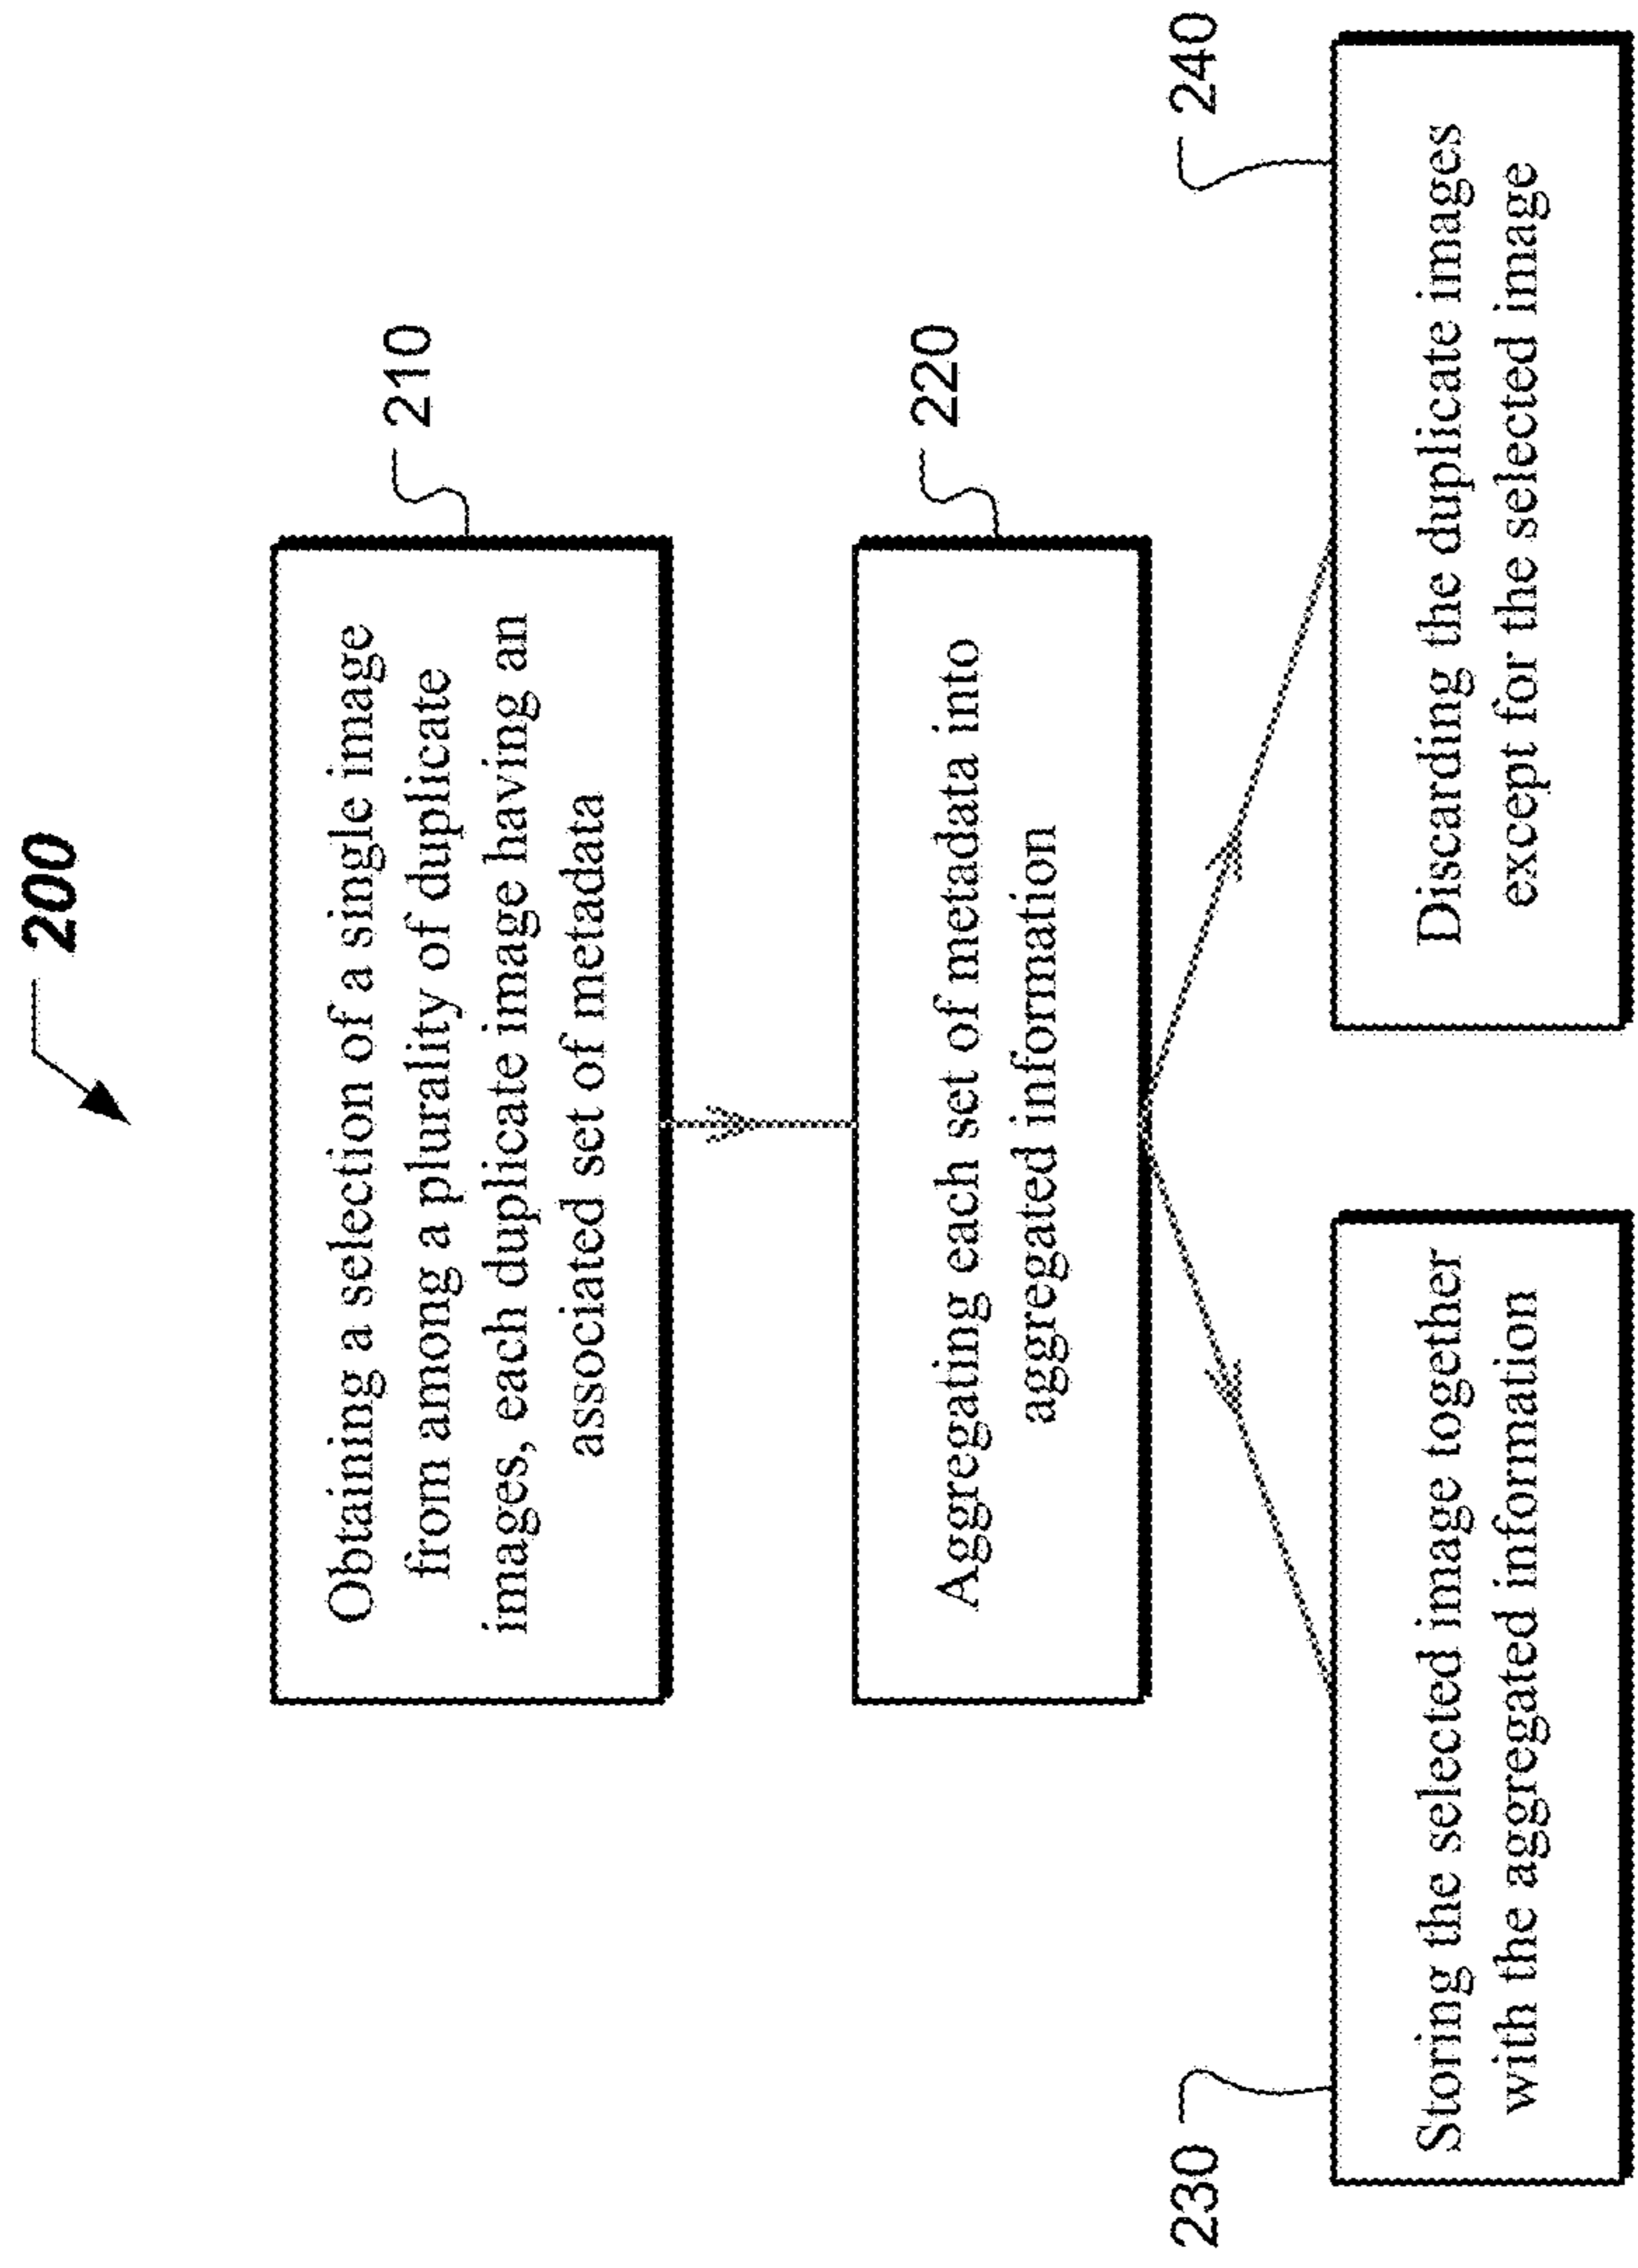 200
210
Obtaining a selection of a single image
from among a plurality of duplicate
images, each duplicate image having an
associated set of metadata
220
Aggregating each set of metadata into
aggregated information
230
Storing the selected image together
with the aggregated information
240
Discarding the duplicate images
except for the selected image